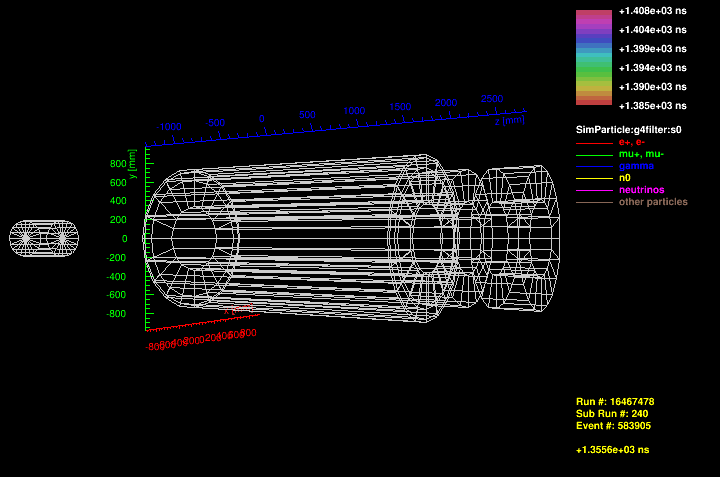 +1.408e+03 ns
+1.404e+03 ns
+1.399e+03 ns
+1.394e+03 ns
+1.390e+03 ns
+1.385e+03 ns
SimParticle:g4filter:s0
e+, e-
mu+, mu-
gamma
n0
neutrinos
other particles
-1000 -500 0 500 1000 1500 2000 2500
z [mm]
y [mm]
800
600
400
200
0
-200
-400
-600
-800
Run #: 16467478
Sub Run #: 240
Event #: 583905
+1.3556e+03 ns